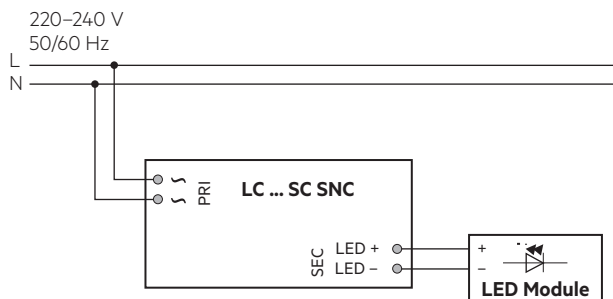 220–240 V
50/60 Hz
L
N
~
~
PRI
LC ... SC SNC
SEC
LED +
LED –
+
–
LED Module